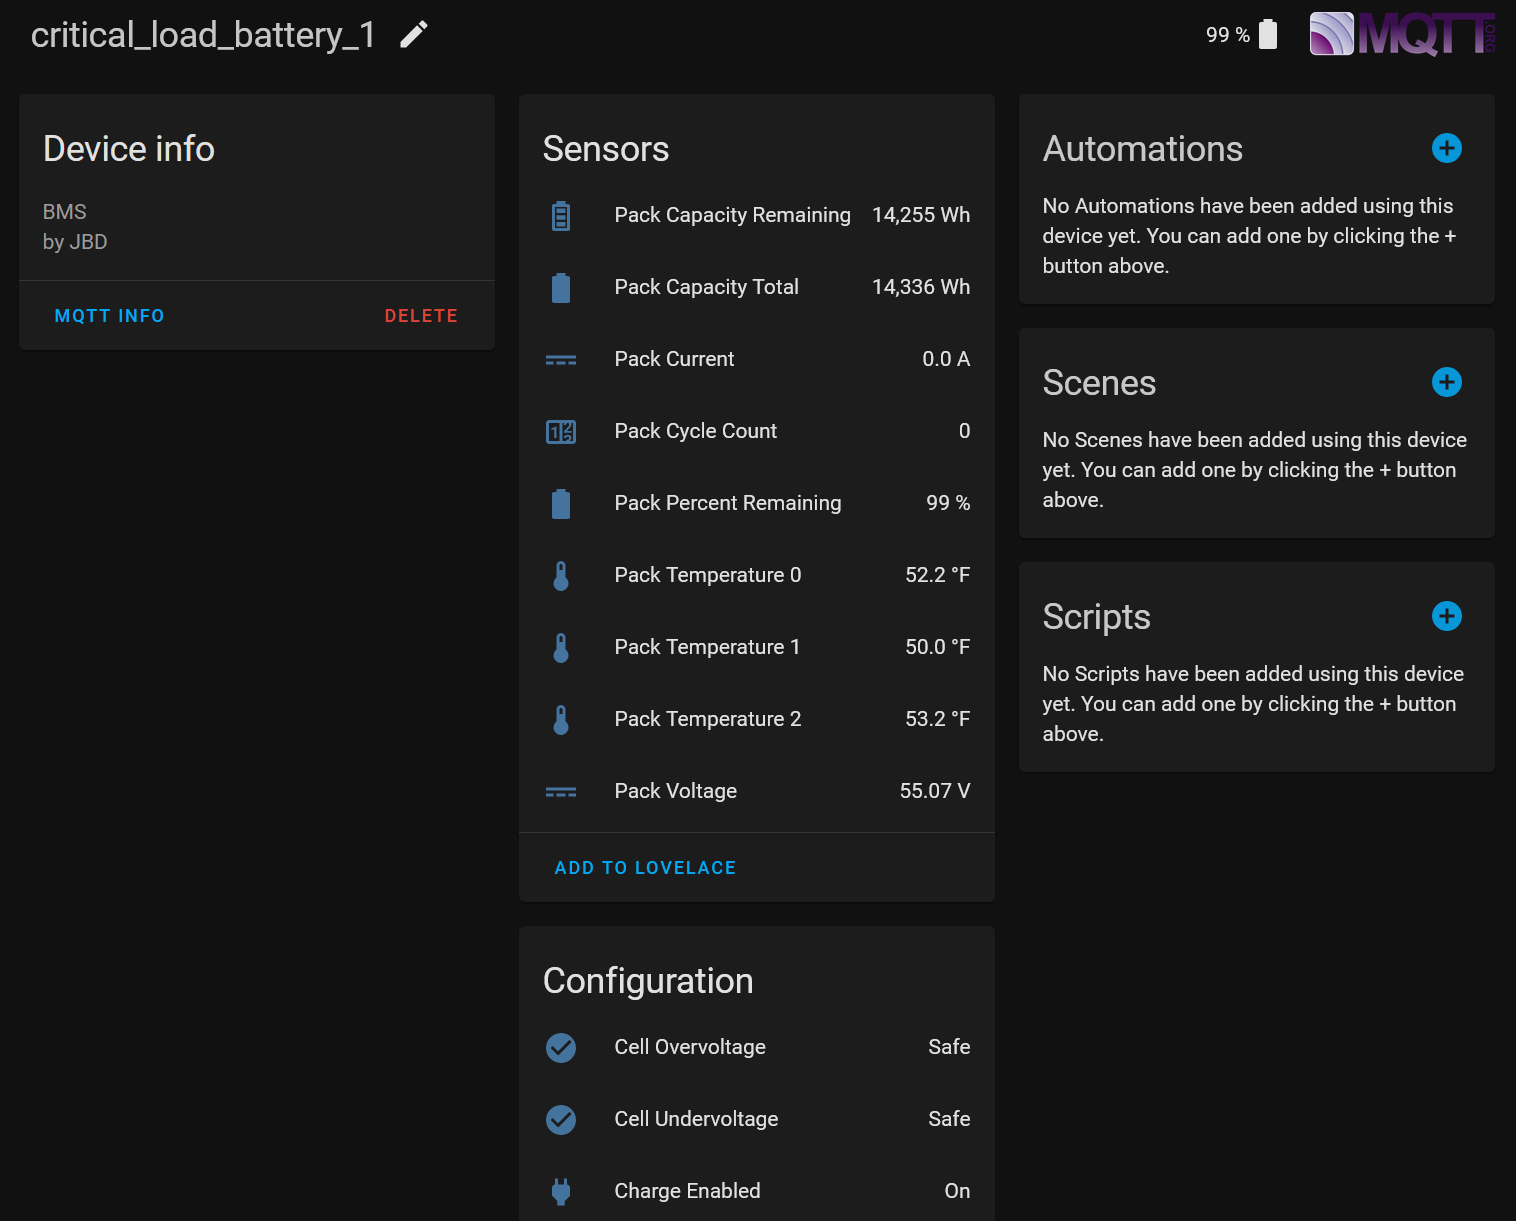 critical_load_battery_1
99 %
MQTT
.ORG
Device info
BMS
by JBD
MQTT INFO
DELETE
Sensors
Pack Capacity Remaining 14,255 Wh
Pack Capacity Total 14,336 Wh
Pack Current 0.0 A
Pack Cycle Count 0
Pack Percent Remaining 99 %
Pack Temperature 0 52.2 °F
Pack Temperature 1 50.0 °F
Pack Temperature 2 53.2 °F
Pack Voltage 55.07 V
ADD TO LOVELACE
Configuration
Cell Overvoltage Safe
Cell Undervoltage Safe
Charge Enabled On
Automations
No Automations have been added using this
device yet. You can add one by clicking the +
button above.
Scenes
No Scenes have been added using this device
yet. You can add one by clicking the + button
above.
Scripts
No Scripts have been added using this device
yet. You can add one by clicking the + button
above.